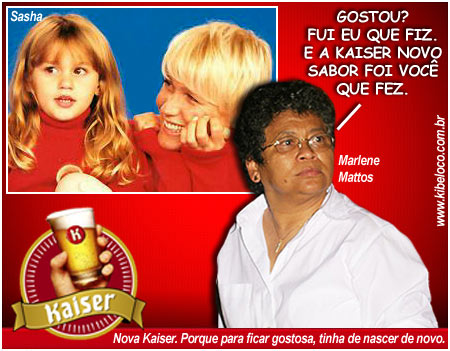 Sasha
GOSTOU?
FUI EU QUE FIZ.
E A KAISER NOVO
SABOR FOI VOCÊ
QUE FEZ.
Marlene
Mattos
www.kibeloco.com.br
K
Kaiser
Nova Kaiser. Porque para ficar gostosa, tinha de nascer de novo.